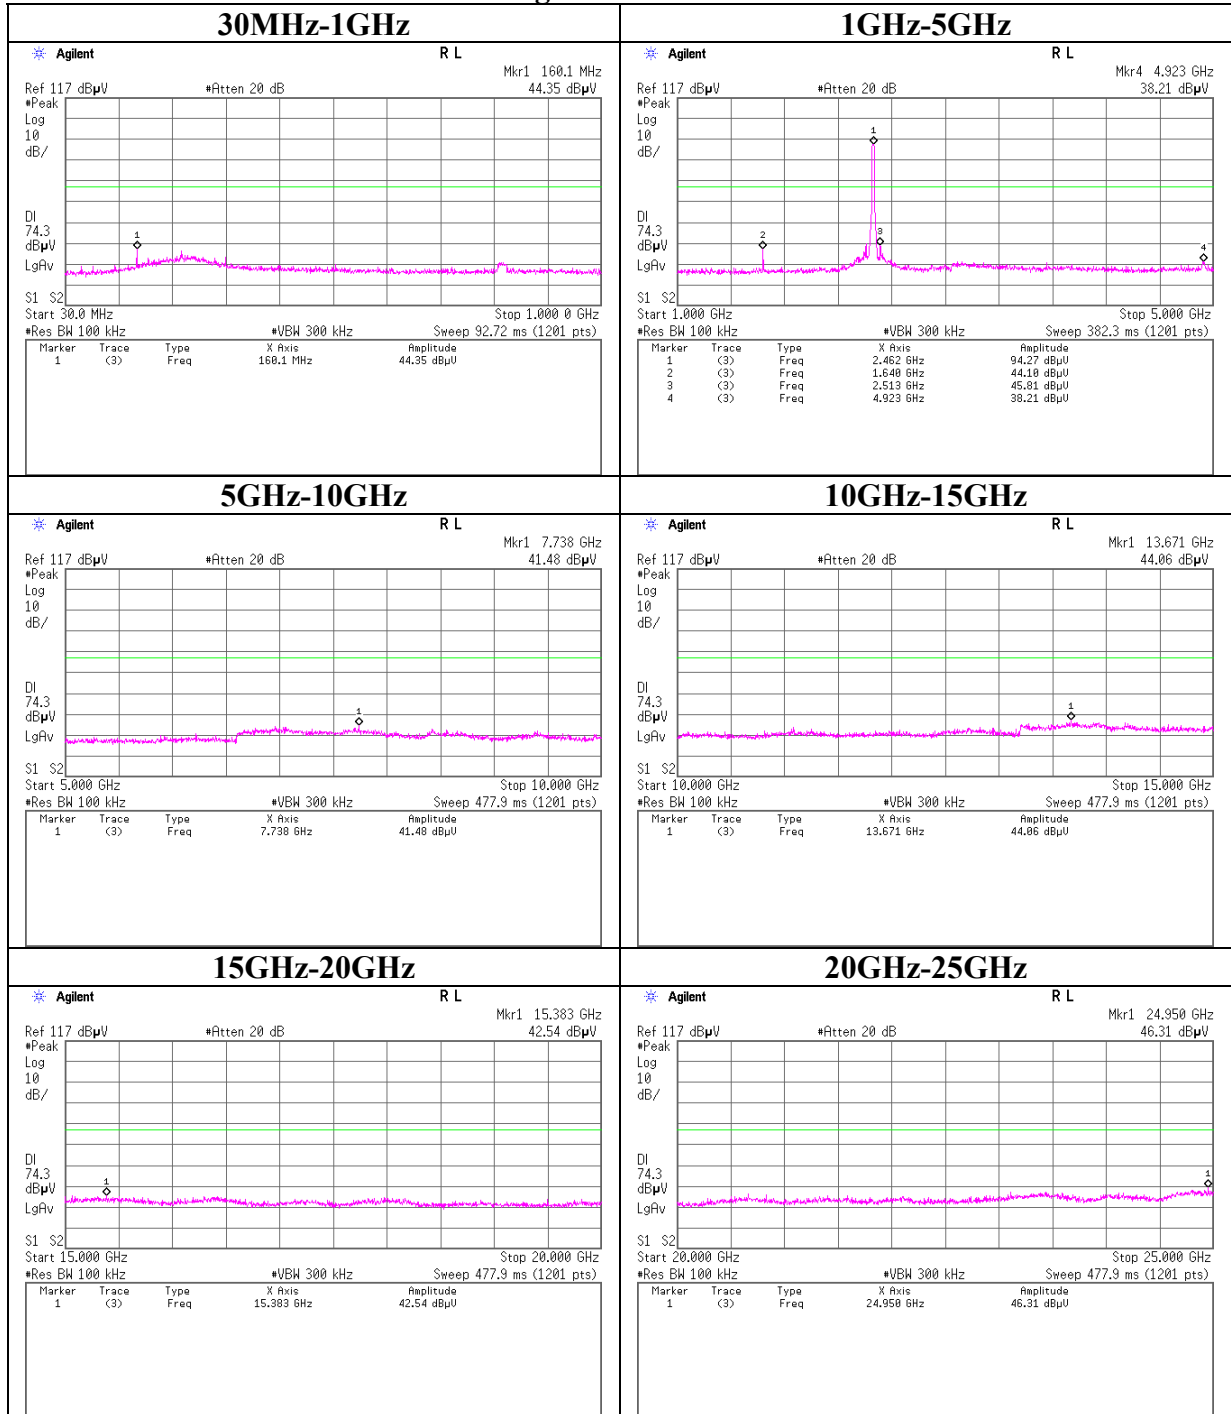 30MHz-1GHz
Agilent R L
Mkr1 160.1 MHz
Ref 117 dBµV #Atten 20 dB 44.35 dBµV
#Peak
Log
10
dB/
1
DI
74.3
dBµV
LgAv
S1 S2
Start 30.0 MHz Stop 1.000 0 GHz
#Res BW 100 kHz #VBW 300 kHz Sweep 92.72 ms (1201 pts)
Marker Trace Type X Axis Amplitude
1 (3) Freq 160.1 MHz 44.35 dBµV
1GHz-5GHz
Agilent R L
Mkr4 4.923 GHz
Ref 117 dBµV #Atten 20 dB 38.21 dBµV
#Peak
Log
10
dB/
1
2
3
4
DI
74.3
dBµV
LgAv
S1 S2
Start 1.000 GHz Stop 5.000 GHz
#Res BW 100 kHz #VBW 300 kHz Sweep 382.3 ms (1201 pts)
Marker Trace Type X Axis Amplitude
1 (3) Freq 2.462 GHz 94.27 dBµV
2 (3) Freq 1.640 GHz 44.10 dBµV
3 (3) Freq 2.513 GHz 45.81 dBµV
4 (3) Freq 4.923 GHz 38.21 dBµV
5GHz-10GHz
Agilent R L
Mkr1 7.738 GHz
Ref 117 dBµV #Atten 20 dB 41.48 dBµV
#Peak
Log
10
dB/
1
DI
74.3
dBµV
LgAv
S1 S2
Start 5.000 GHz Stop 10.000 GHz
#Res BW 100 kHz #VBW 300 kHz Sweep 477.9 ms (1201 pts)
Marker Trace Type X Axis Amplitude
1 (3) Freq 7.738 GHz 41.48 dBµV
10GHz-15GHz
Agilent R L
Mkr1 13.671 GHz
Ref 117 dBµV #Atten 20 dB 44.06 dBµV
#Peak
Log
10
dB/
1
DI
74.3
dBµV
LgAv
S1 S2
Start 10.000 GHz Stop 15.000 GHz
#Res BW 100 kHz #VBW 300 kHz Sweep 477.9 ms (1201 pts)
Marker Trace Type X Axis Amplitude
1 (3) Freq 13.671 GHz 44.06 dBµV
15GHz-20GHz
Agilent R L
Mkr1 15.383 GHz
Ref 117 dBµV #Atten 20 dB 42.54 dBµV
#Peak
Log
10
dB/
1
DI
74.3
dBµV
LgAv
S1 S2
Start 15.000 GHz Stop 20.000 GHz
#Res BW 100 kHz #VBW 300 kHz Sweep 477.9 ms (1201 pts)
Marker Trace Type X Axis Amplitude
1 (3) Freq 15.383 GHz 42.54 dBµV
20GHz-25GHz
Agilent R L
Mkr1 24.950 GHz
Ref 117 dBµV #Atten 20 dB 46.31 dBµV
#Peak
Log
10
dB/
1
DI
74.3
dBµV
LgAv
S1 S2
Start 20.000 GHz Stop 25.000 GHz
#Res BW 100 kHz #VBW 300 kHz Sweep 477.9 ms (1201 pts)
Marker Trace Type X Axis Amplitude
1 (3) Freq 24.950 GHz 46.31 dBµV